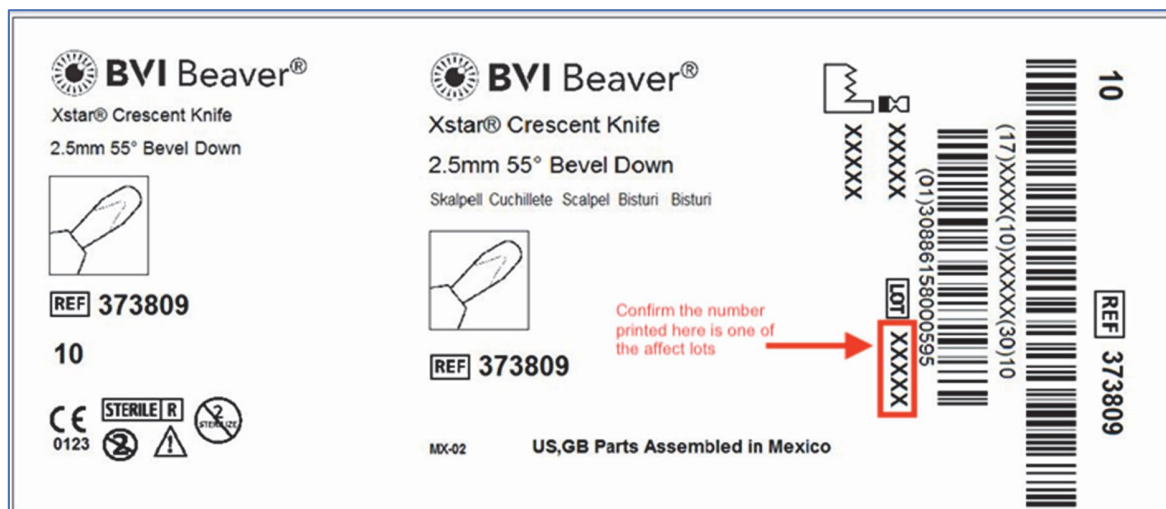 BVI Beaver®
Xstar® Crescent Knife
2.5mm 55° Bevel Down
REF 373809
10
CE
0123
STERILE R
2
2
STERILIZE
BVI Beaver®
Xstar® Crescent Knife
2.5mm 55° Bevel Down
Skalpell Cuchillete Scalpel Bisturi Bisturi
REF 373809
MX-02 US,GB Parts Assembled in Mexico
Confirm the number
printed here is one of
the affect lots
XXXXX
XXXXX
LOT XXXXX
(01)30886158000595
(17)XXXX(10)XXXXX(30)10
10
REF 373809